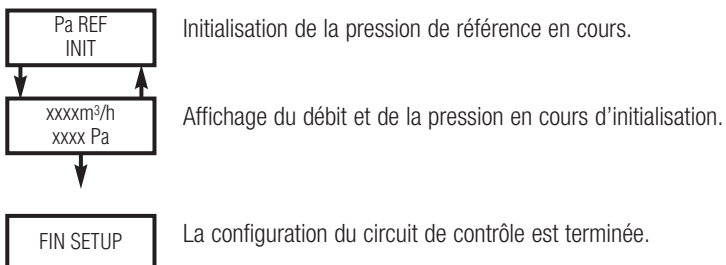 Pa REF
INIT
Initialisation de la pression de référence en cours.
xxxxm³/h
xxxx Pa
Affichage du débit et de la pression en cours d'initialisation.
FIN SETUP
La configuration du circuit de contrôle est terminée.